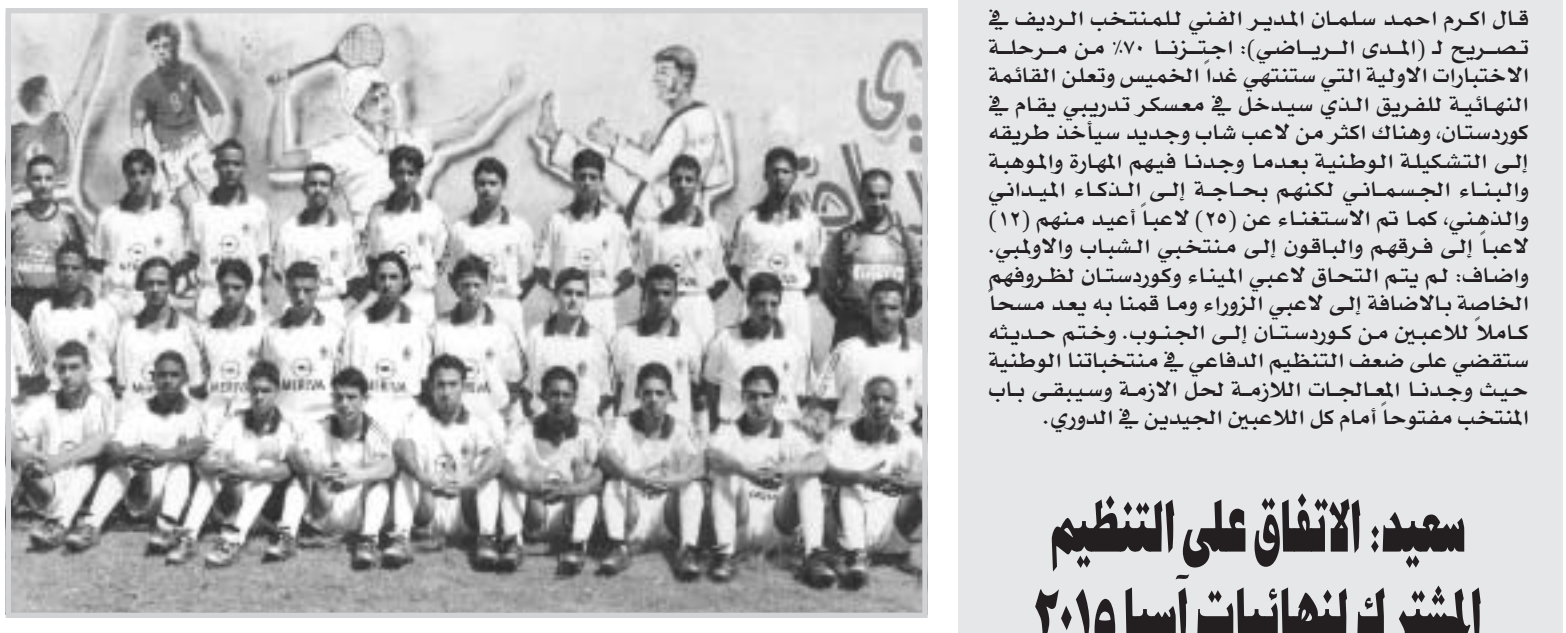 قال اكرم احمد سلمان المدير الفني للمنتخب الرديف في
تصريح لـ (المدى الرياضي): اجتزنا ٧٠٪ من مرحلة
الاختبارات الاولية التي ستنتهي غداً الخميس وتعلن القائمة
النهائية للفريق الذي سيدخل في معسكر تدريبي يقام في
كوردستان، وهناك اكثر من لاعب شاب وجديد سيأخذ طريقه
إلى التشكيلة الوطنية بعدما وجدنا فيهم المهارة والموهبة
والبناء الجسماني لكنهم بحاجة إلى الذكاء الميداني
والذهني، كما تم الاستغناء عن (٢٥) لاعباً أعيد منهم (١٢)
لاعباً إلى فرقهم والباقون إلى منتخبي الشباب والاولمبي.
واضاف: لم يتم التحاق لاعبي الميناء وكوردستان لظروفهم
الخاصة بالاضافة إلى لاعبي الزوراء وما قمنا به يعد مسحاً
كاملاً للاعبين من كوردستان إلى الجنوب. وختم حديثه
ستقضي على ضعف التنظيم الدفاعي في منتخباتنا الوطنية
حيث وجدنا المعالجات اللازمة لحل الازمة وسيبقى باب
المنتخب مفتوحاً أمام كل اللاعبين الجيدين في الدوري.
سعيد: الاتفاق على التنظيم
المشترك لنهائيات آسيا ٢٠١٥
MERIVA
MERIVA